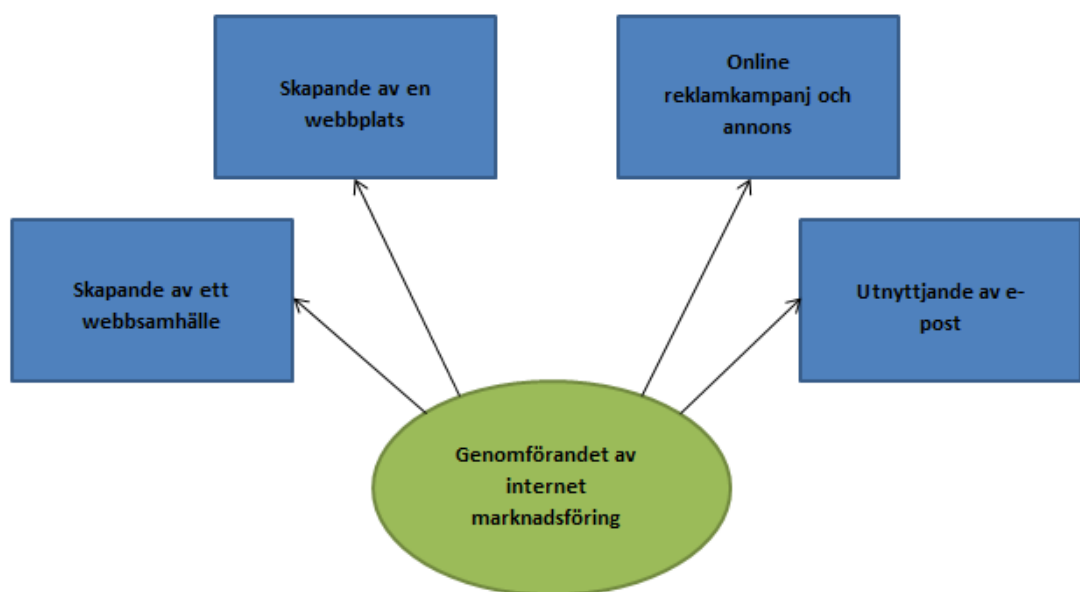 Skapande av en
webbplats
Online
reklamkampanj och
annons
Skapande av ett
webbsamhälle
Utnyttjande av e-
post
Genomförandet av
internet
marknadsföring